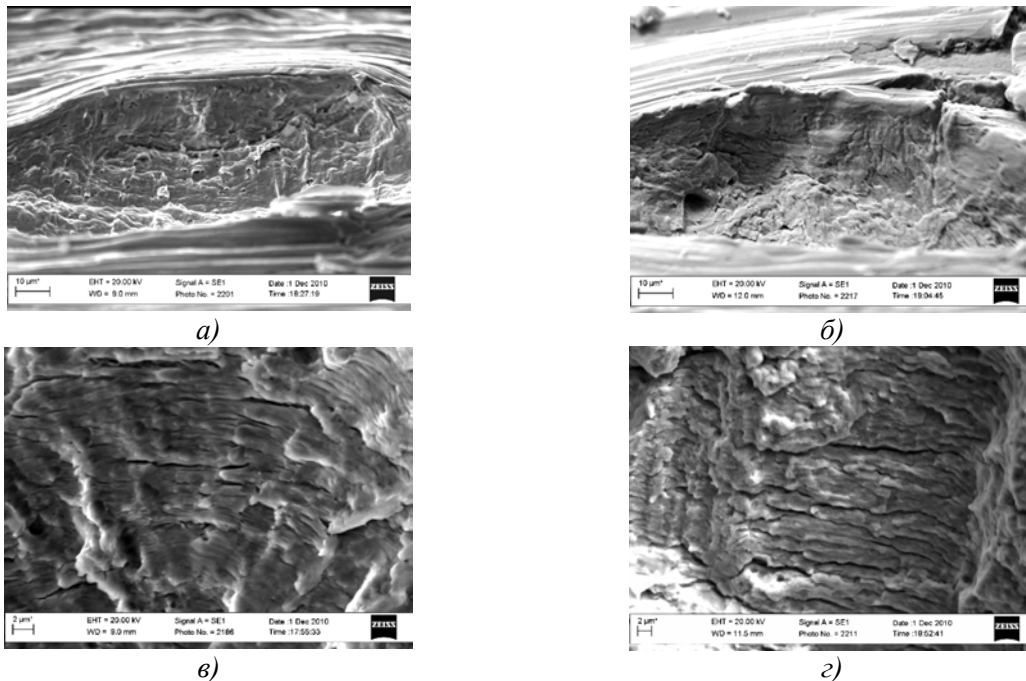 10 µm* EHT = 20.00 kV Signal A = SE1 Date :1 Dec 2010 ZEISS
WD = 9.0 mm Photo No. = 2201 Time :18:27:19
а)
10 µm* EHT = 20.00 kV Signal A = SE1 Date :1 Dec 2010 ZEISS
WD = 12.0 mm Photo No. = 2217 Time :19:04:45
б)
2 µm* EHT = 20.00 kV Signal A = SE1 Date :1 Dec 2010 ZEISS
WD = 9.0 mm Photo No. = 2186 Time :17:55:33
в)
2 µm* EHT = 20.00 kV Signal A = SE1 Date :1 Dec 2010 ZEISS
WD = 11.5 mm Photo No. = 2211 Time :18:52:41
г)